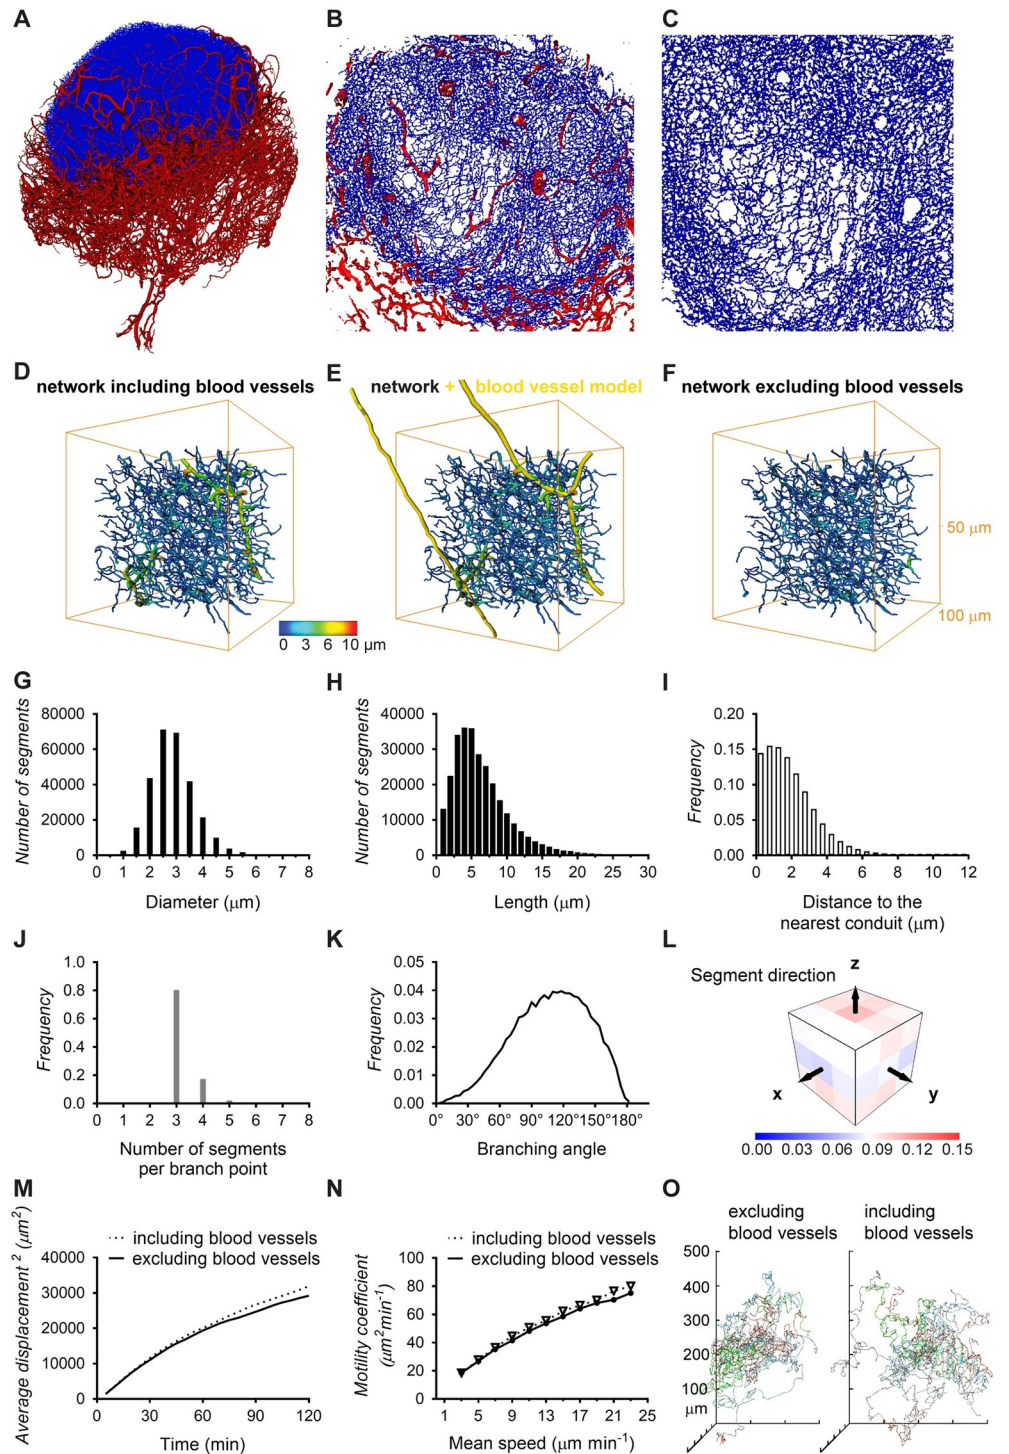 A
B
C
D
network including blood vessels
E
network + blood vessel model
F
network excluding blood vessels
50 μm
100 μm
0 3 6 10 μm
G
Number of segments
80000
60000
40000
20000
0
0 1 2 3 4 5 6 7 8
Diameter (μm)
H
Number of segments
40000
30000
20000
10000
0
0 5 10 15 20 25 30
Length (μm)
I
Frequency
0.20
0.15
0.10
0.05
0.00
0 2 4 6 8 10 12
Distance to the
nearest conduit (μm)
J
Frequency
1.0
0.8
0.6
0.4
0.2
0.0
0 1 2 3 4 5 6 7 8
Number of segments
per branch point
K
Frequency
0.05
0.04
0.03
0.02
0.01
0.00
0 30° 60° 90° 120°150°180°
Branching angle
L
Segment direction
z
x
y
0.00 0.03 0.06 0.09 0.12 0.15
M
including blood vessels
excluding blood vessels
Average displacement ² (μm²)
40000
30000
20000
10000
0
0 30 60 90 120
Time (min)
N
including blood vessels
excluding blood vessels
Motility coefficient
(μm²min⁻¹)
100
80
60
40
20
0
1 5 9 13 17 21 25
Mean speed (μm min⁻¹)
O
excluding
blood vessels
including
blood vessels
500
400
300
200
100
μm